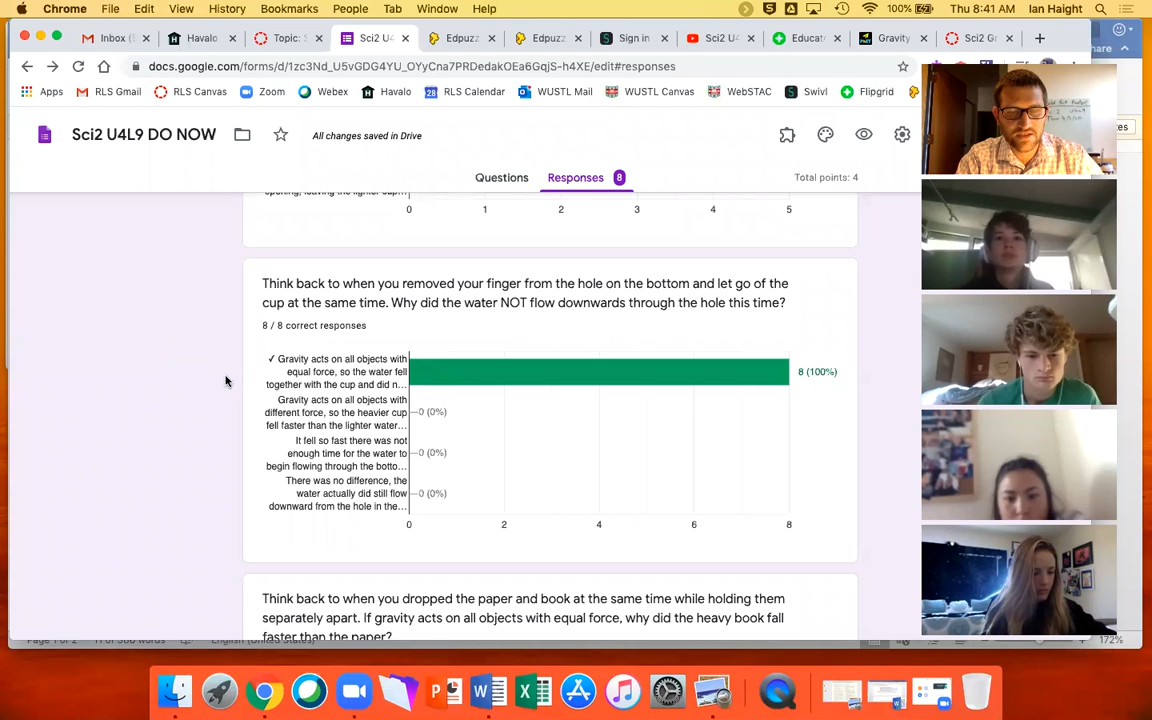 Chrome File Edit View History Bookmarks People Tab Window Help 100% Thu 8:41 AM Ian Haight
Inbox ( Havalo Topic: S Sci2 U4 Edpuzz Edpuzz Sign in Sci2 U4 Educat Gravity Sci2 Gr
Share
docs.google.com/forms/d/1zc3Nd_U5vGDG4YU_OYyCna7PRDedakOEa6GqjS-h4XE/edit#responses
Apps RLS Gmail RLS Canvas Zoom Webex Havalo RLS Calendar WUSTL Mail WUSTL Canvas WebSTAC Swivl Flipgrid
Sci2 U4L9 DO NOW All changes saved in Drive
Questions Responses 8 Total points: 4
0 1 2 3 4 5
Think back to when you removed your finger from the hole on the bottom and let go of the
cup at the same time. Why did the water NOT flow downwards through the hole this time?
8 / 8 correct responses
✓ Gravity acts on all objects with
equal force, so the water fell
together with the cup and did n…
8 (100%)
Gravity acts on all objects with
different force, so the heavier cup
fell faster than the lighter water…
0 (0%)
It fell so fast there was not
enough time for the water to
begin flowing through the botto…
0 (0%)
There was no difference, the
water actually did still flow
downward from the hole in the…
0 (0%)
0 2 4 6 8
Think back to when you dropped the paper and book at the same time while holding them
separately apart. If gravity acts on all objects with equal force, why did the heavy book fall
faster than the paper?
English (United States) 172%